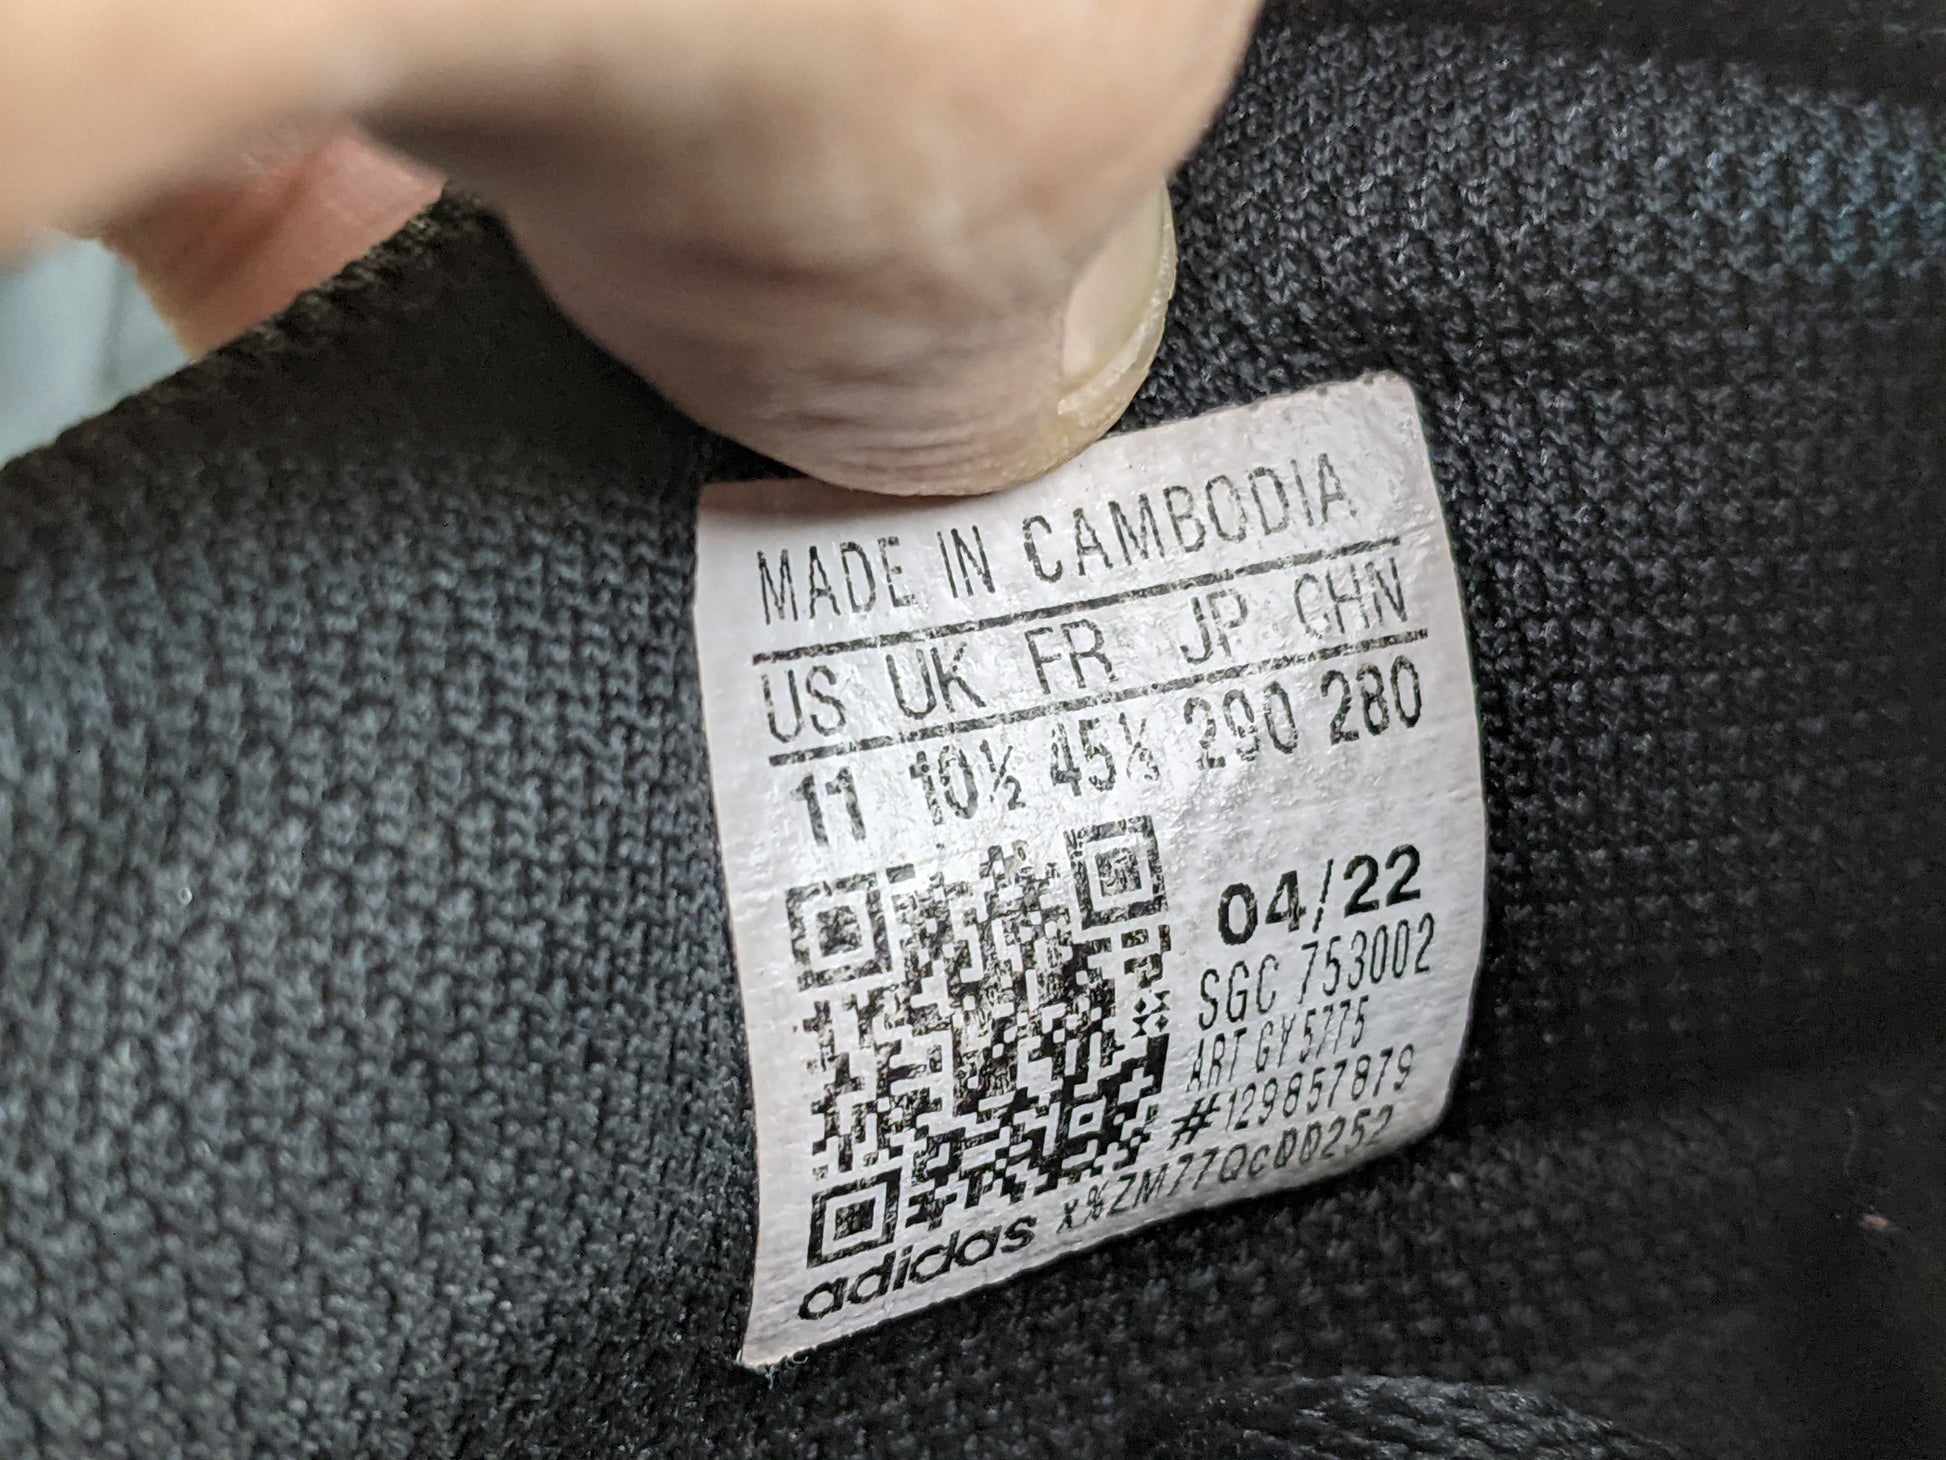 MADE IN CAMBODIA
US UK FR JP CHN
11 10½ 45⅓ 290 280
04/22
SGC 753002
ART GY5775
#129857879
adidas X%ZM77QC00252